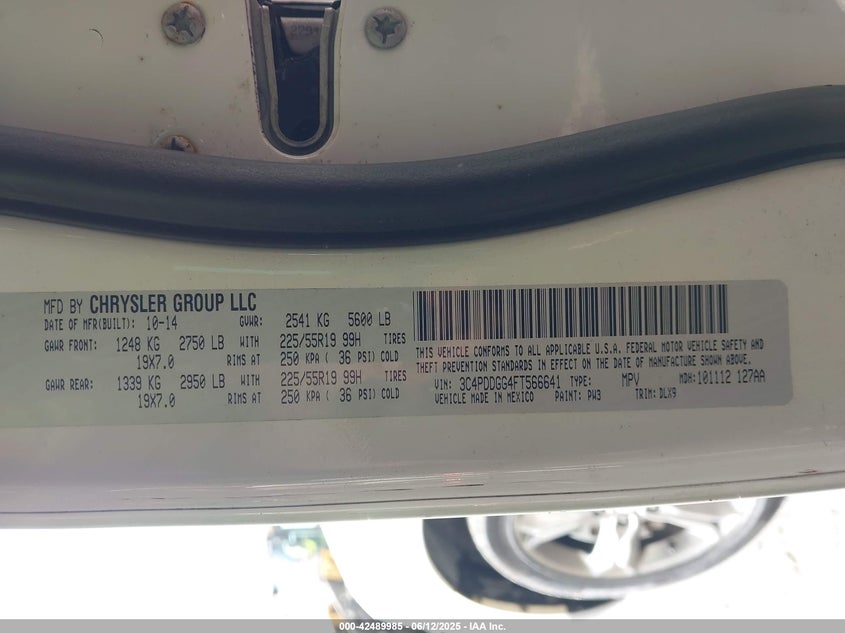 MFD BY CHRYSLER GROUP LLC
DATE OF MFR(BUILT): 10-14 GVWR: 2541 KG 5600 LB
GAWR FRONT: 1248 KG 2750 LB WITH 225/55R19 99H TIRES
19X7.0 RIMS AT 250 KPA ( 36 PSI) COLD
GAWR REAR: 1339 KG 2950 LB WITH 225/55R19 99H TIRES
19X7.0 RIMS AT 250 KPA ( 36 PSI) COLD
THIS VEHICLE CONFORMS TO ALL APPLICABLE U.S.A. FEDERAL MOTOR VEHICLE SAFETY AND
THEFT PREVENTION STANDARDS IN EFFECT ON THE DATE OF MANUFACTURE SHOWN ABOVE.
VIN: 3C4PDDGG4FT566641 TYPE: MPV MDH: 101112 127AA
VEHICLE MADE IN MEXICO PAINT: PW3 TRIM: DLX9
000-42489985 - 06/12/2025 - IAA Inc.